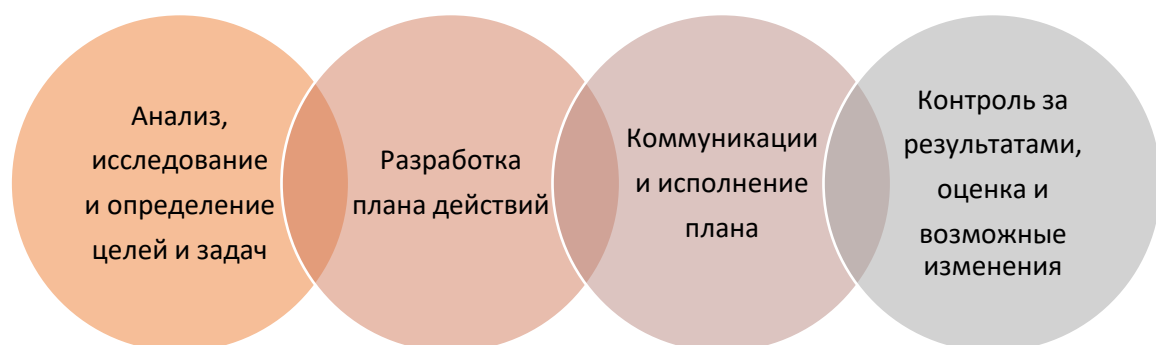 Анализ,
исследование
и определение
целей и задач
Разработка
плана действий
Коммуникации
и исполнение
плана
Контроль за
результатами,
оценка и
возможные
изменения